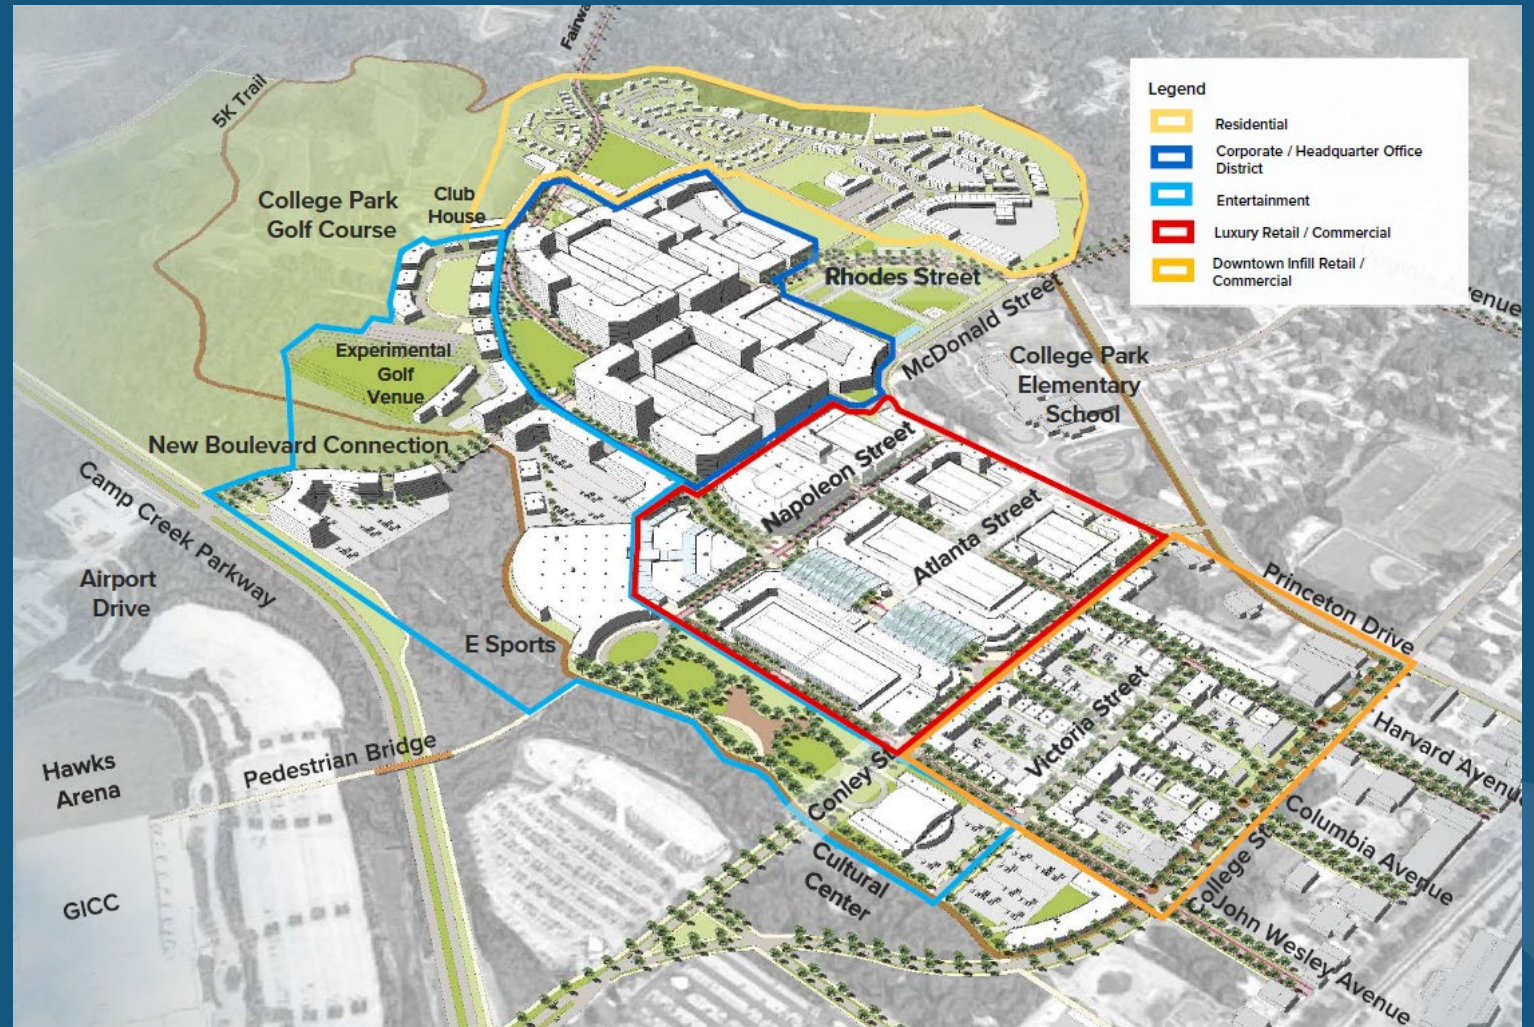 Legend
Residential
Corporate / Headquarter Office
District
Entertainment
Luxury Retail / Commercial
Downtown Infill Retail /
Commercial
5K Trail
College Park
Golf Course
Club
House
Rhodes Street
McDonald Street
College Park
Elementary
School
Experimental
Golf
Venue
New Boulevard Connection
Camp Creek Parkway
Napoleon Street
Atlanta Street
Airport
Drive
E Sports
Princeton Drive
Victoria Street
Harvard Avenue
Hawks
Arena
Pedestrian Bridge
Conley St
Columbia Avenue
College St
Cultural
Center
GICC
John Wesley Avenue